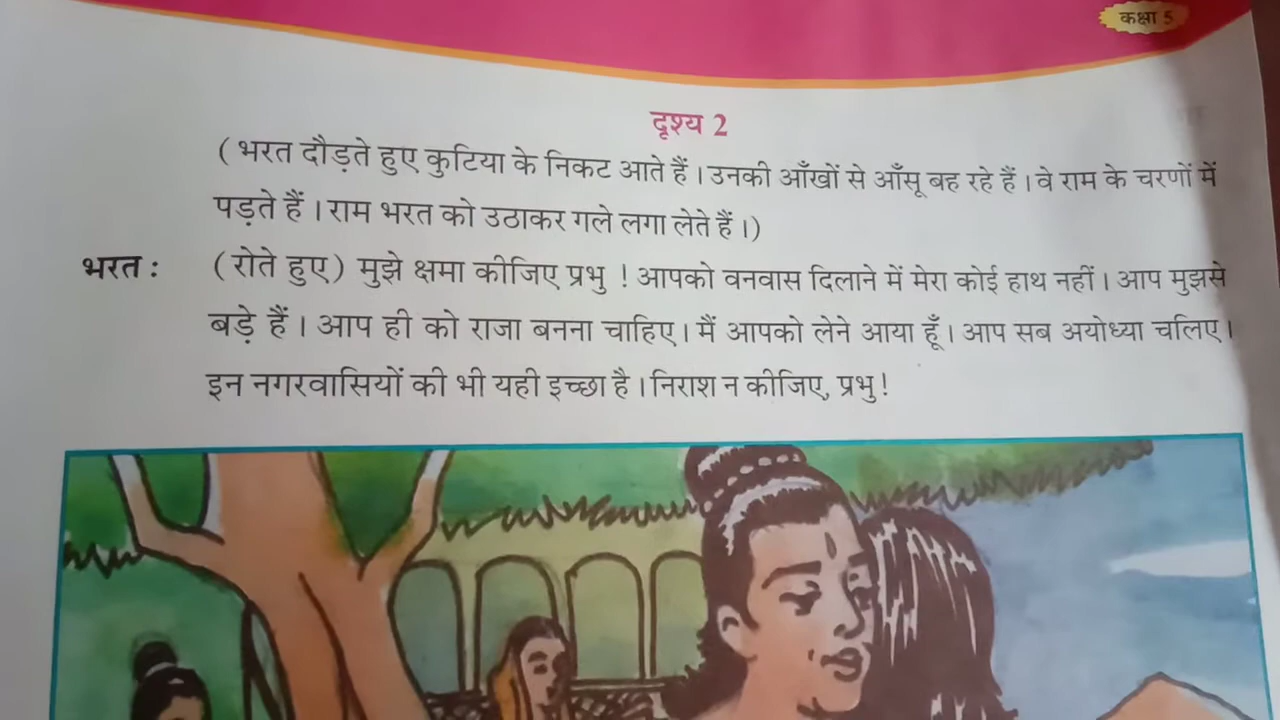 कक्षा 5
दृश्य 2
( भरत दौड़ते हुए कुटिया के निकट आते हैं । उनकी आँखों से आँसू बह रहे हैं । वे राम के चरणों में
पड़ते हैं । राम भरत को उठाकर गले लगा लेते हैं ।)
भरत : (रोते हुए) मुझे क्षमा कीजिए प्रभु ! आपको वनवास दिलाने में मेरा कोई हाथ नहीं । आप मुझसे
बड़े हैं । आप ही को राजा बनना चाहिए । मैं आपको लेने आया हूँ । आप सब अयोध्या चलिए ।
इन नगरवासियों की भी यही इच्छा है । निराश न कीजिए, प्रभु !